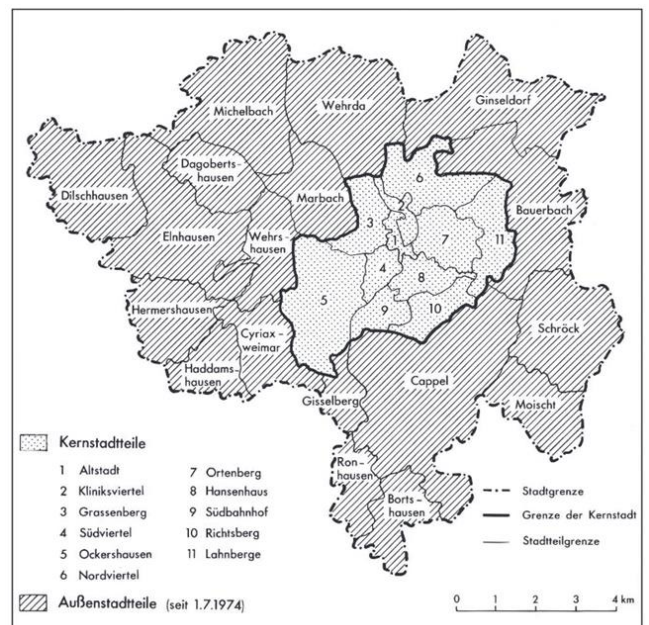 Michelbach
Wehrda
Ginseldorf
Dagoberts-
hausen
Dilschhausen
Marbach
Bauerbach
Elnhausen
Wehrs-
hausen
6
3
1
7
11
4
8
5
9
10
Hermershausen
Cyriax-
weimar
Schröck
Haddams-
hausen
Cappel
Gisselberg
Moischt
Ron-
hausen
Borts-
hausen
Kernstadtteile
1 Altstadt
2 Kliniksviertel
3 Grassenberg
4 Südviertel
5 Ockershausen
6 Nordviertel
7 Ortenberg
8 Hansenhaus
9 Südbahnhof
10 Richtsberg
11 Lahnberge
Außenstadtteile (seit 1.7.1974)
Stadtgrenze
Grenze der Kernstadt
Stadtteilgrenze
0 1 2 3 4 km